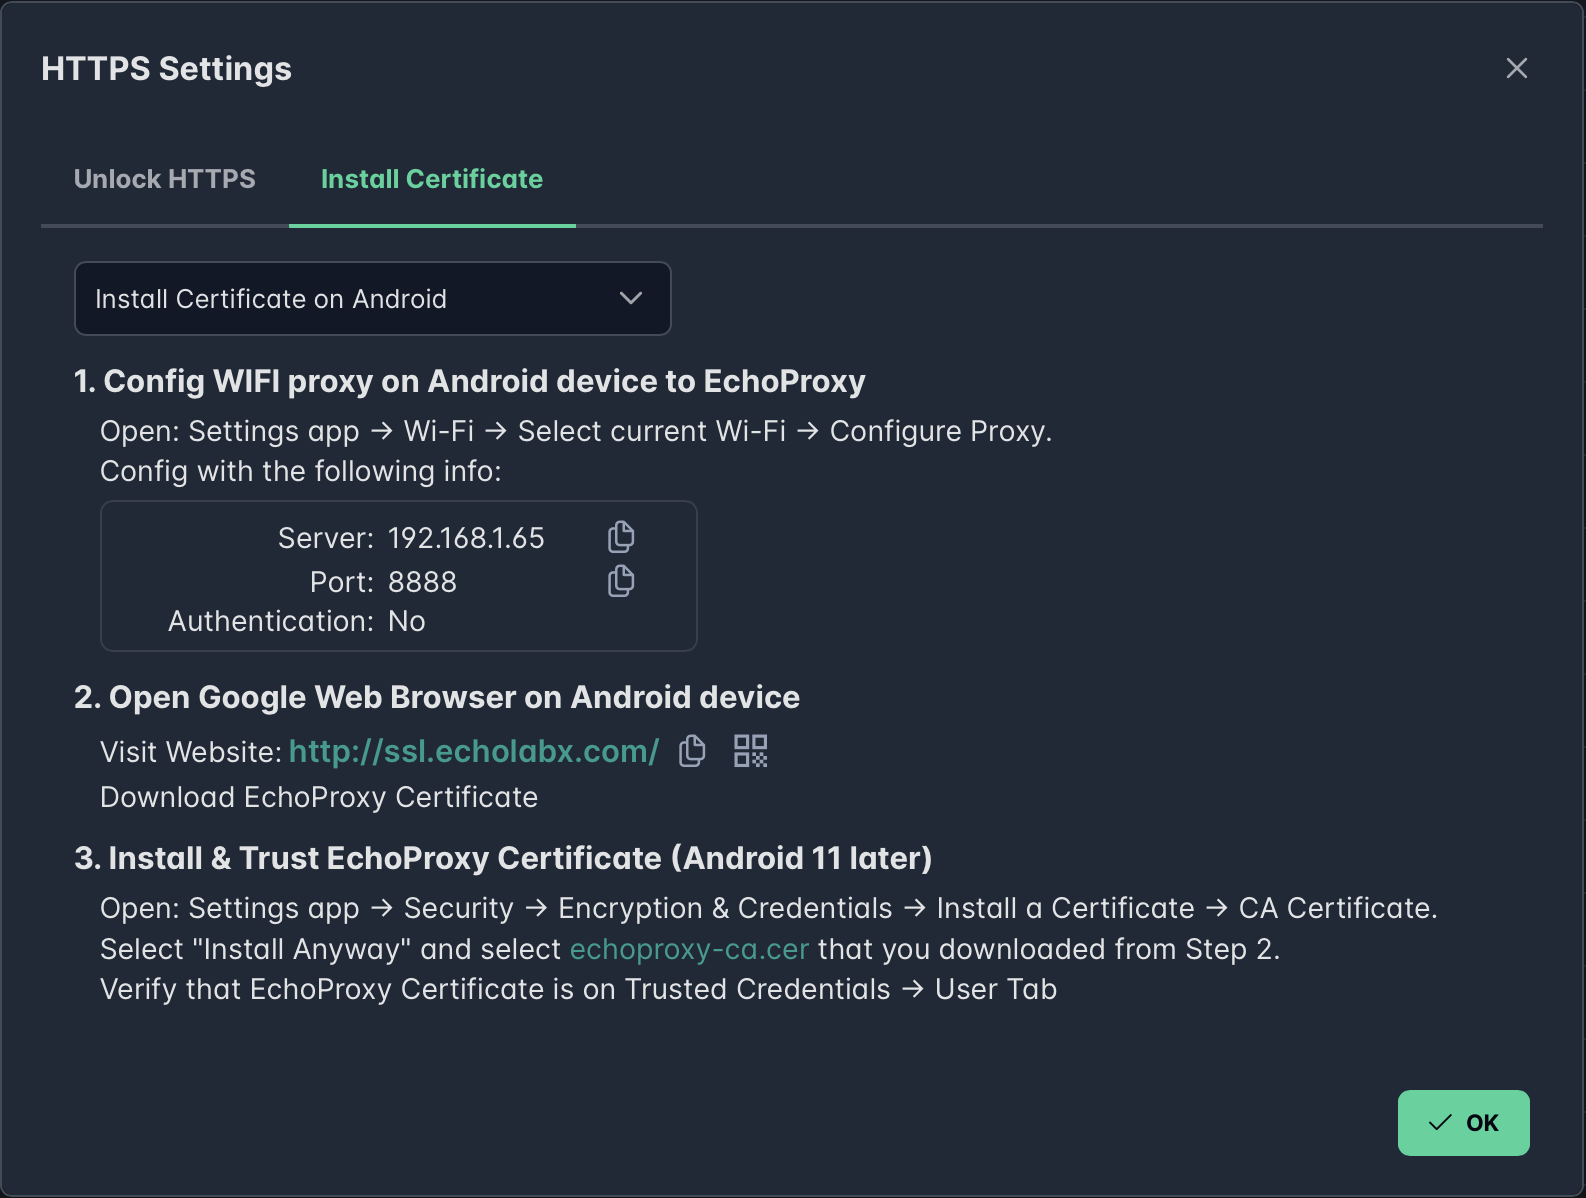 HTTPS Settings
Unlock HTTPS
Install Certificate
Install Certificate on Android
1. Config WIFI proxy on Android device to EchoProxy
Open: Settings app → Wi-Fi → Select current Wi-Fi → Configure Proxy.
Config with the following info:
Server: 192.168.1.65
Port: 8888
Authentication: No
2. Open Google Web Browser on Android device
Visit Website: http://ssl.echolabx.com/
Download EchoProxy Certificate
3. Install & Trust EchoProxy Certificate (Android 11 later)
Open: Settings app → Security → Encryption & Credentials → Install a Certificate → CA Certificate.
Select "Install Anyway" and select echoproxy-ca.cer that you downloaded from Step 2.
Verify that EchoProxy Certificate is on Trusted Credentials → User Tab
OK